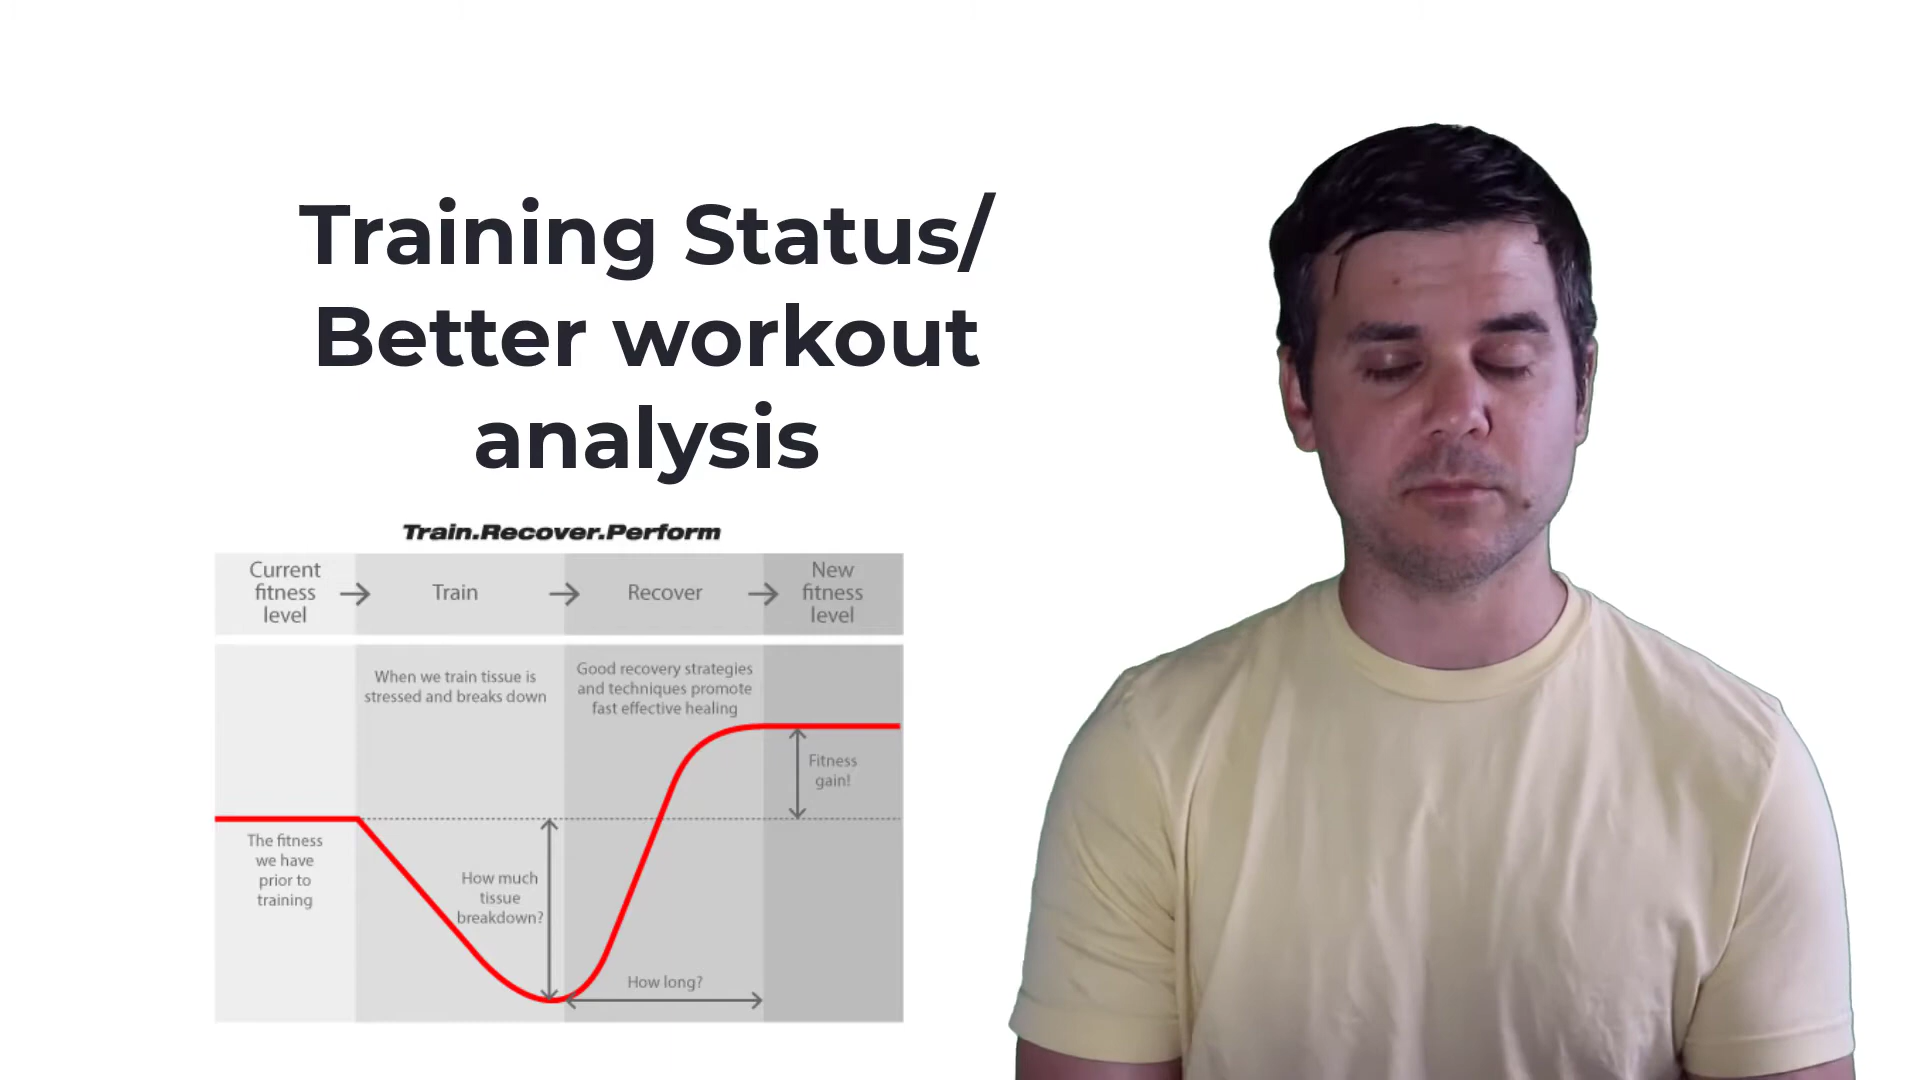 Training Status/
Better workout
analysis
Train.Recover.Perform
Current
fitness
level
Train
Recover
New
fitness
level
When we train tissue is
stressed and breaks down
Good recovery strategies
and techniques promote
fast effective healing
Fitness
gain!
The fitness
we have
prior to
training
How much
tissue
breakdown?
How long?